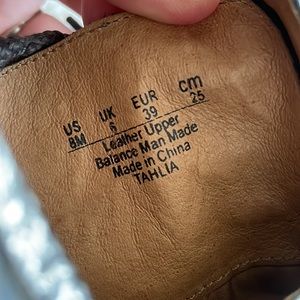 US UK EUR cm
8M 6 39 25
Leather Upper
Balance Man Made
Made in China
TAHLIA